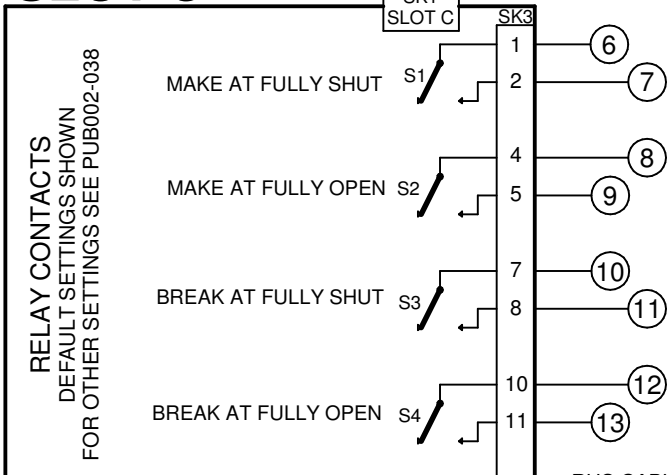 SLOT C
SK3
RELAY CONTACTS
DEFAULT SETTINGS SHOWN
FOR OTHER SETTINGS SEE PUB002-038
MAKE AT FULLY SHUT S1 1 6
2 7
MAKE AT FULLY OPEN S2 4 8
5 9
BREAK AT FULLY SHUT S3 7 10
8 11
BREAK AT FULLY OPEN S4 10 12
11 13